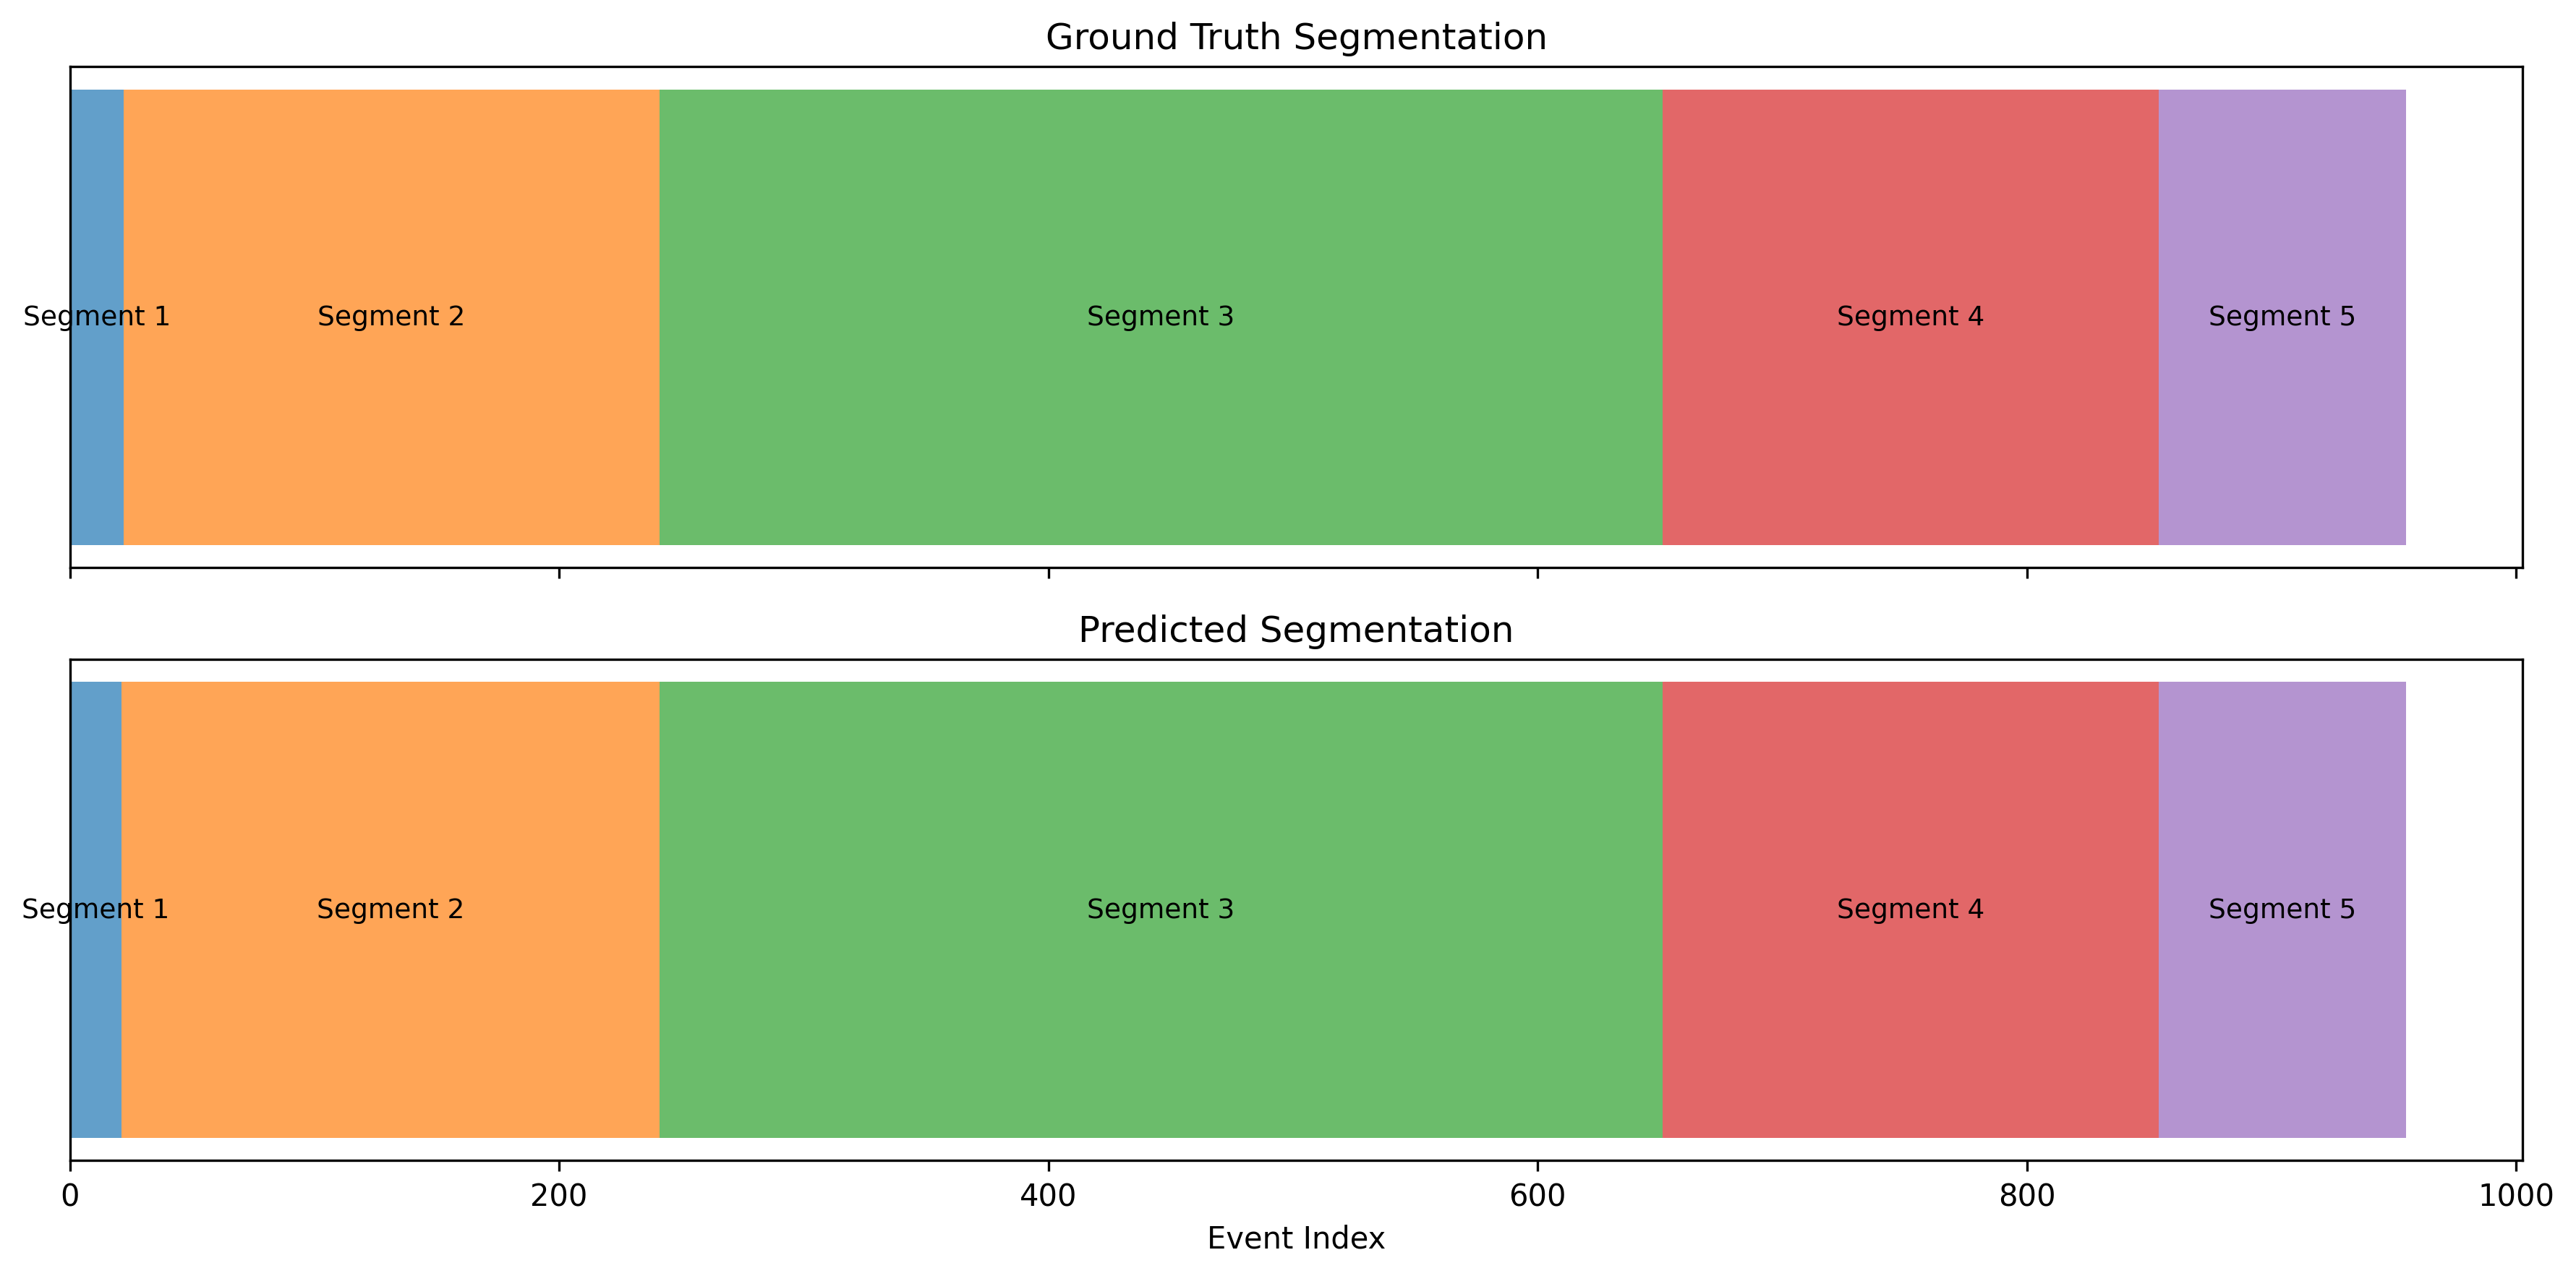 Ground Truth Segmentation
Segment 1 Segment 2 Segment 3 Segment 4 Segment 5
Predicted Segmentation
Segment 1 Segment 2 Segment 3 Segment 4 Segment 5
0 200 400 600 800 1000
Event Index